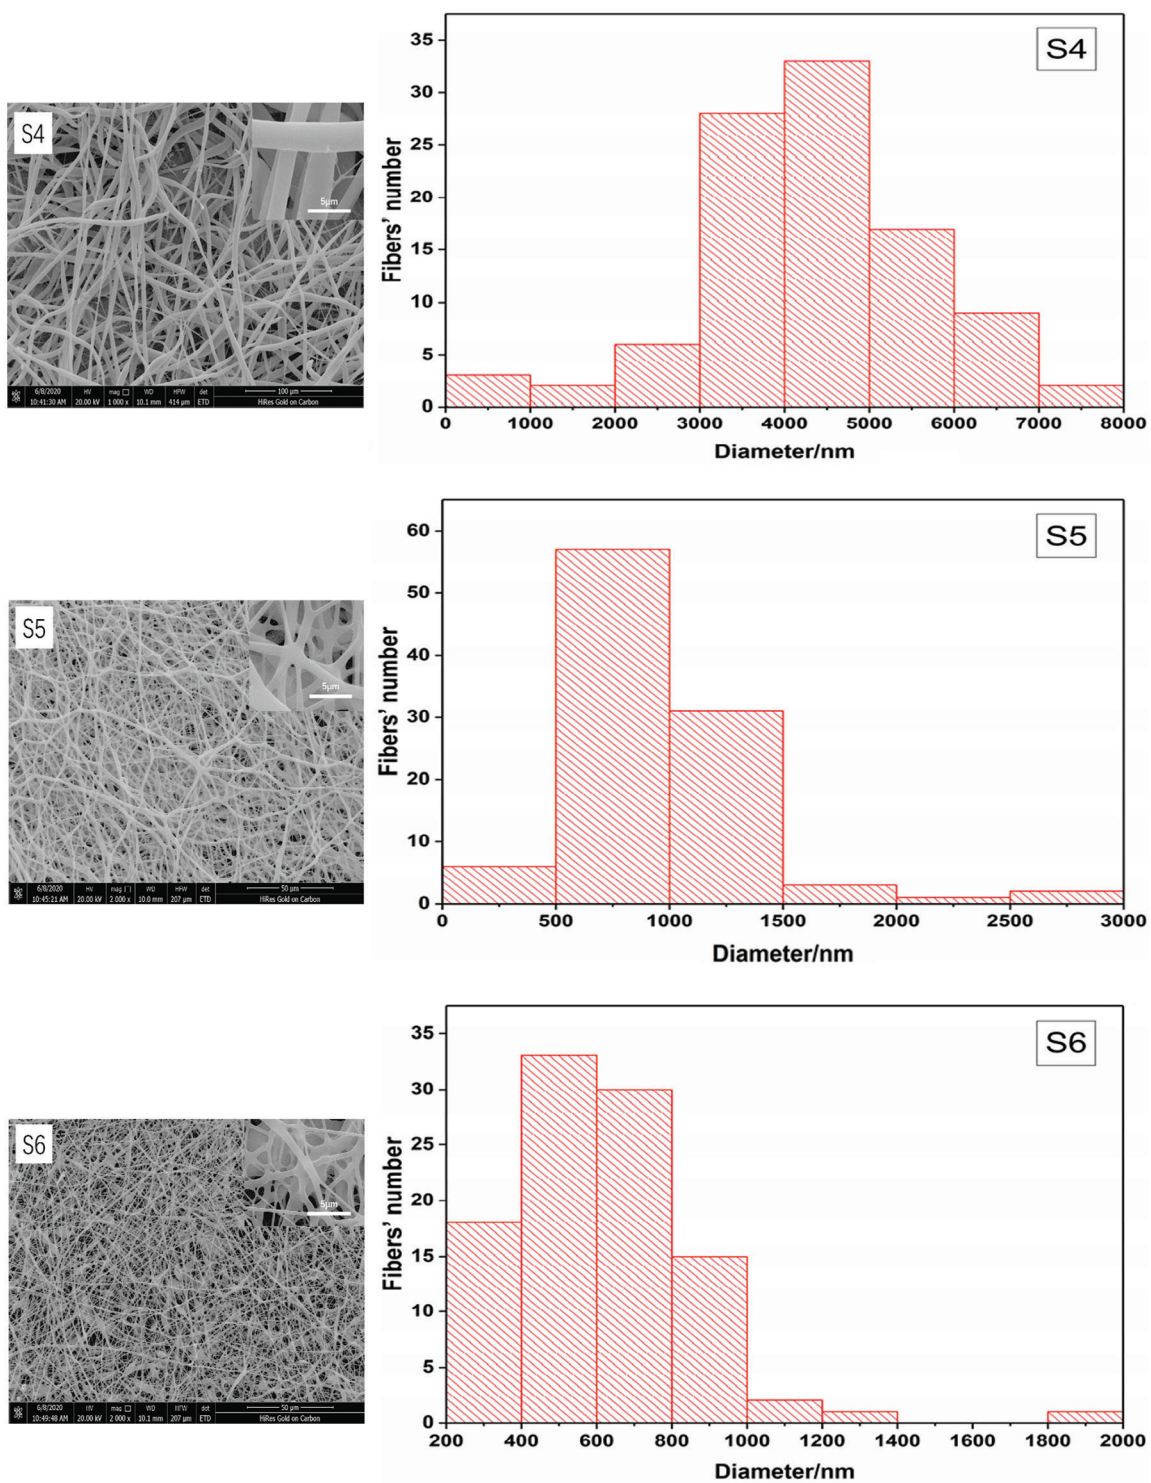 S4
5μm
6/8/2020 HV mag □ WD HFW det 100 μm
10:41:30 AM 20.00 kV 1 000 x 10.1 mm 414 μm ETD HiRes Gold on Carbon
S4
Fibers' number
35
30
25
20
15
10
5
0
0 1000 2000 3000 4000 5000 6000 7000 8000
Diameter/nm
S5
5μm
6/8/2020 HV mag WD HFW det 50 μm
10:45:21 AM 20.00 kV 2 000 x 10.0 mm 207 μm ETD HiRes Gold on Carbon
S5
Fibers' number
60
50
40
30
20
10
0
0 500 1000 1500 2000 2500 3000
Diameter/nm
S6
5μm
6/8/2020 HV mag □ WD HFW det 50 μm
10:49:48 AM 20.00 kV 2 000 x 10.1 mm 207 μm ETD HiRes Gold on Carbon
S6
Fibers' number
35
30
25
20
15
10
5
0
200 400 600 800 1000 1200 1400 1600 1800 2000
Diameter/nm